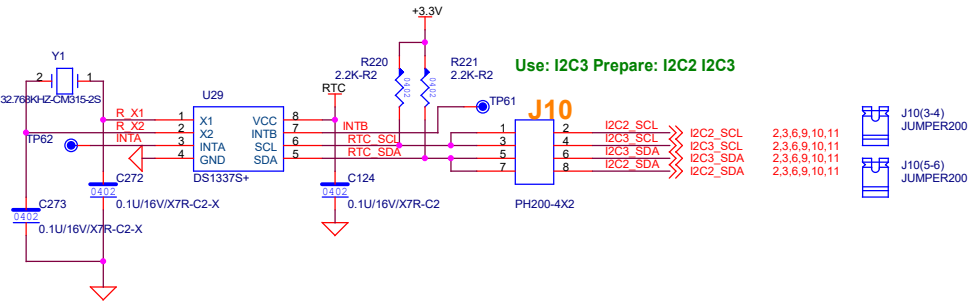 +3.3V
Y1
2
1
32.768KHZ-CM315-2S
R220
2.2K-R2
0402
R221
2.2K-R2
0402
Use: I2C3 Prepare: I2C2 I2C3
U29
RTC
TP61
J10
R_X1
1
X1
VCC
8
R_X2
2
X2
INTB
7
INTB
INTA
3
INTA
SCL
6
RTC_SCL
4
GND
SDA
5
RTC_SDA
TP62
DS1337S+
1
2
I2C2_SCL
I2C2_SCL
2,3,6,9,10,11
3
4
I2C3_SCL
I2C3_SCL
2,3,6,9,10,11
5
6
I2C3_SDA
I2C3_SDA
2,3,6,9,10,11
7
8
I2C2_SDA
I2C2_SDA
2,3,6,9,10,11
PH200-4X2
J10(3-4)
JUMPER200
J10(5-6)
JUMPER200
C272
0402
0.1U/16V/X7R-C2-X
C124
0402
0.1U/16V/X7R-C2
C273
0402
0.1U/16V/X7R-C2-X